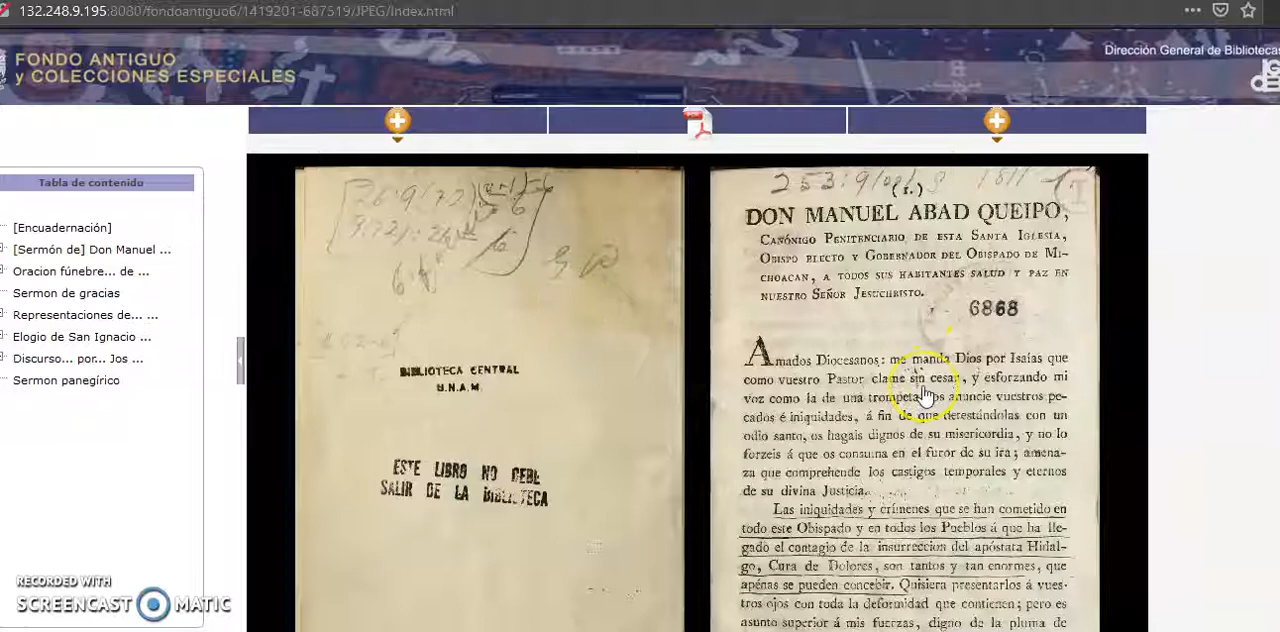 132.248.9.195:8080/fondoantiguo6/1419201-687519/JPEG/Index.html
FONDO ANTIGUO
y COLECCIONES ESPECIALES
Dirección General de Bibliotecas
Tabla de contenido
[Encuadernación]
[Sermón de] Don Manuel ...
Oracion fúnebre... de ...
Sermon de gracias
Representaciones de... ...
Elogio de San Ignacio ...
Discurso... por... Jos ...
Sermon panegírico
RECORDED WITH
SCREENCAST MATIC
BIBLIOTECA CENTRAL
U.N.A.M.
ESTE LIBRO NO DEBE
SALIR DE LA BIBLIOTECA
(1.)
DON MANUEL ABAD QUEIPO,
CANÓNIGO PENITENCIARIO DE ESTA SANTA IGLESIA,
OBISPO ELECTO Y GOBERNADOR DEL OBISPADO DE MI-
CHOACAN, A TODOS SUS HABITANTES SALUD Y PAZ EN
NUESTRO SEÑOR JESUCHRISTO.
6868
Amados Diocesanos: me manda Dios por Isaías que
como vuestro Pastor clame sin cesar, y esforzando mi
voz como la de una trompeta, os anuncie vuestros pe-
cados é iniquidades, á fin de que detestándolas con un
odio santo, os hagais dignos de su misericordia, y no lo
forzeis á que os consuma en el furor de su ira; amena-
za que comprehende los castigos temporales y eternos
de su divina Justicia.
Las iniquidades y crímenes que se han cometido en
todo este Obispado y en todos los Pueblos á que ha lle-
gado el contagio de la insurreccion del apóstata Hidal-
go, Cura de Dolores, son tantos y tan enormes, que
apénas se pueden concebir. Quisiera presentarlos á vues-
tros ojos con toda la deformidad que contienen; pero es
asunto superior á mis fuerzas, digno de la pluma de